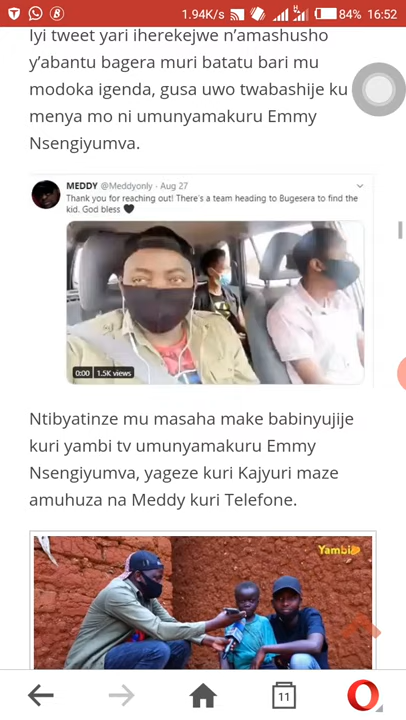 1.94K/s 84% 16:52
Iyi tweet yari iherekejwe n’amashusho
y’abantu bagera muri batatu bari mu
modoka igenda, gusa uwo twabashije ku
menya mo ni umunyamakuru Emmy
Nsengiyumva.
MEDDY @Meddyonly · Aug 27
Thank you for reaching out! There's a team heading to Bugesera to find the
kid. God bless 🖤
0:00 1.5K views
Ntibyatinze mu masaha make babinyujije
kuri yambi tv umunyamakuru Emmy
Nsengiyumva, yageze kuri Kajyuri maze
amuhuza na Meddy kuri Telefone.
Yambi
11